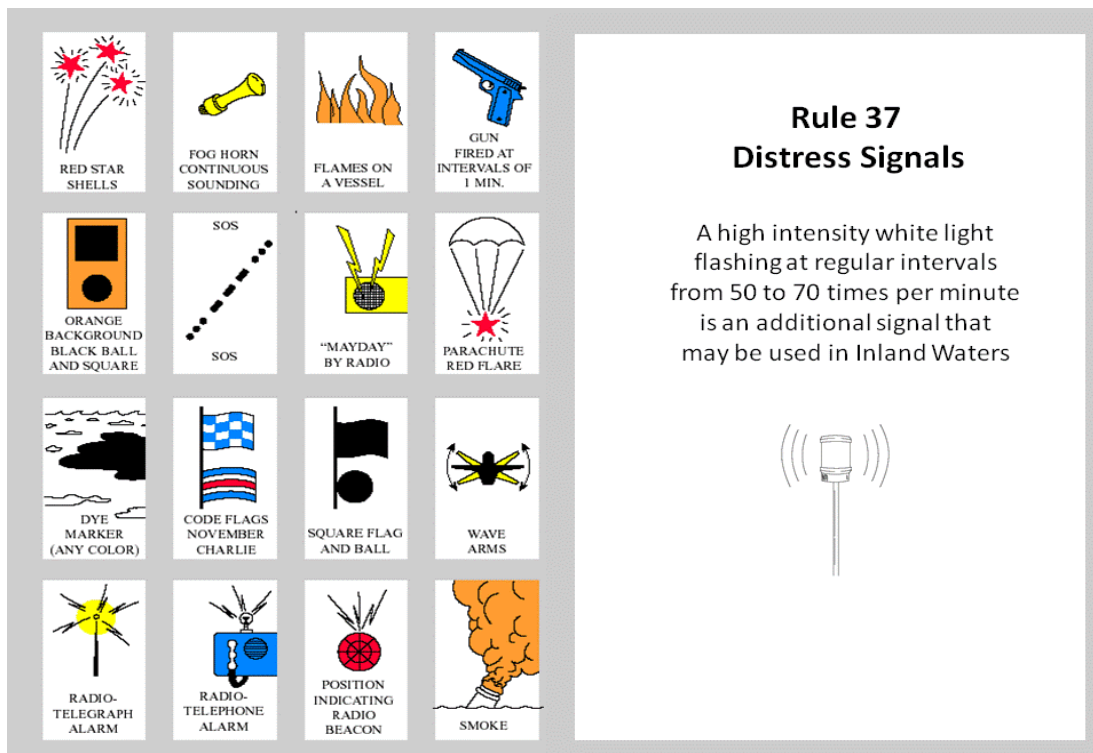 RED STAR
SHELLS
FOG HORN
CONTINUOUS
SOUNDING
FLAMES ON
A VESSEL
GUN
FIRED AT
INTERVALS OF
1 MIN.
ORANGE
BACKGROUND
BLACK BALL
AND SQUARE
SOS
SOS
“MAYDAY”
BY RADIO
PARACHUTE
RED FLARE
DYE
MARKER
(ANY COLOR)
CODE FLAGS
NOVEMBER
CHARLIE
SQUARE FLAG
AND BALL
WAVE
ARMS
RADIO-
TELEGRAPH
ALARM
RADIO-
TELEPHONE
ALARM
POSITION
INDICATING
RADIO
BEACON
SMOKE
Rule 37
Distress Signals
A high intensity white light
flashing at regular intervals
from 50 to 70 times per minute
is an additional signal that
may be used in Inland Waters